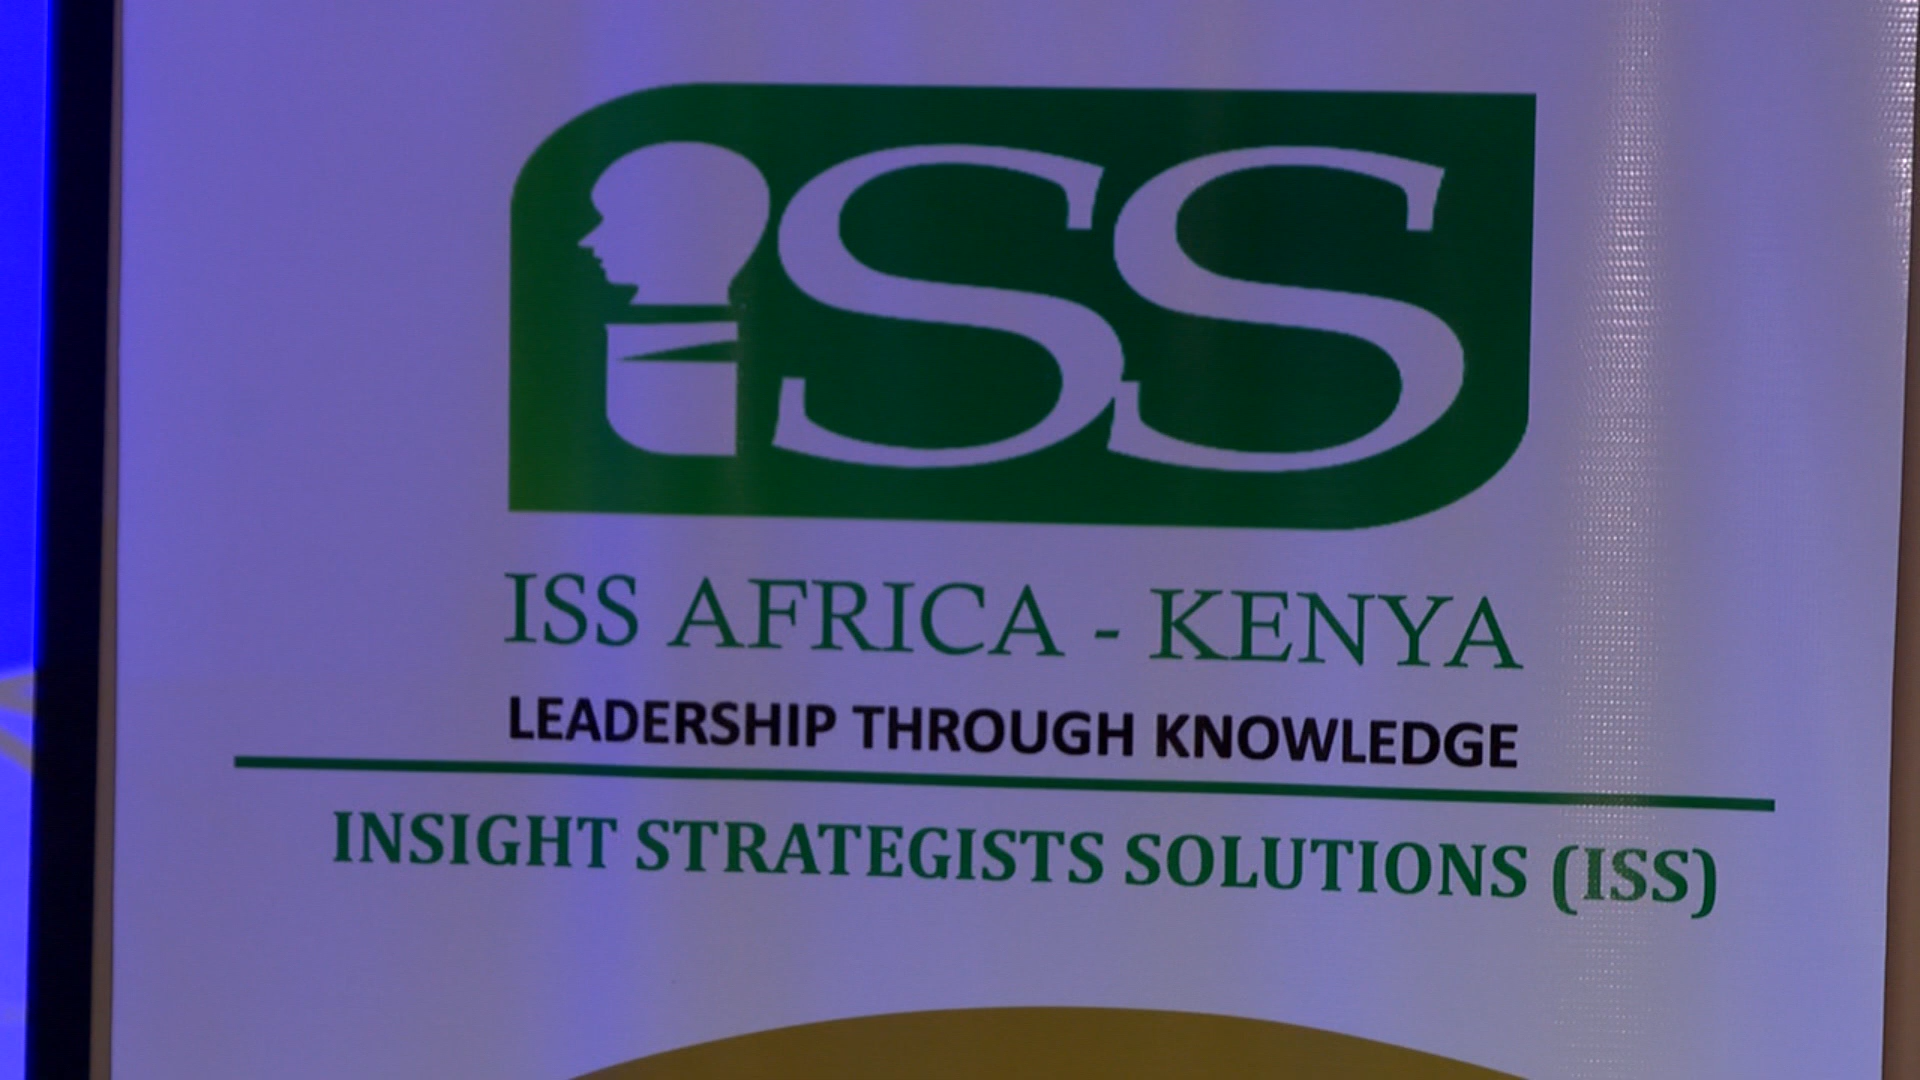 iSS
ISS AFRICA - KENYA
LEADERSHIP THROUGH KNOWLEDGE
INSIGHT STRATEGISTS SOLUTIONS (ISS)